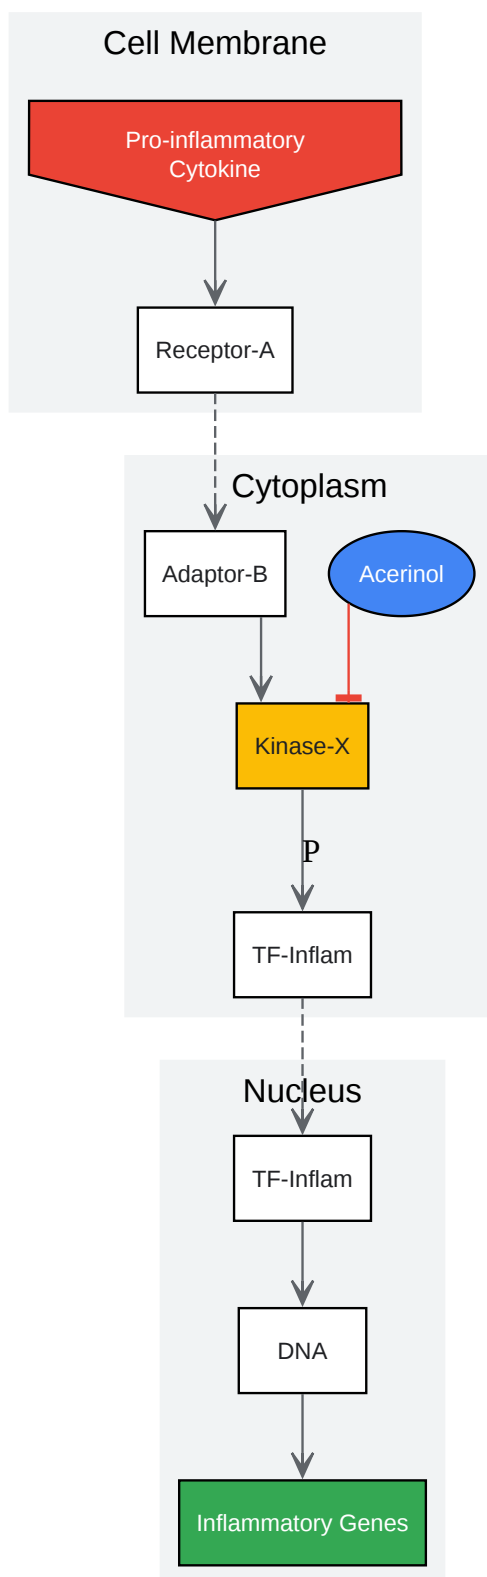 Cell Membrane
Pro-inflammatory
Cytokine
Receptor-A
Cytoplasm
Adaptor-B
Acerinol
Kinase-X
P
TF-Inflam
Nucleus
TF-Inflam
DNA
Inflammatory Genes